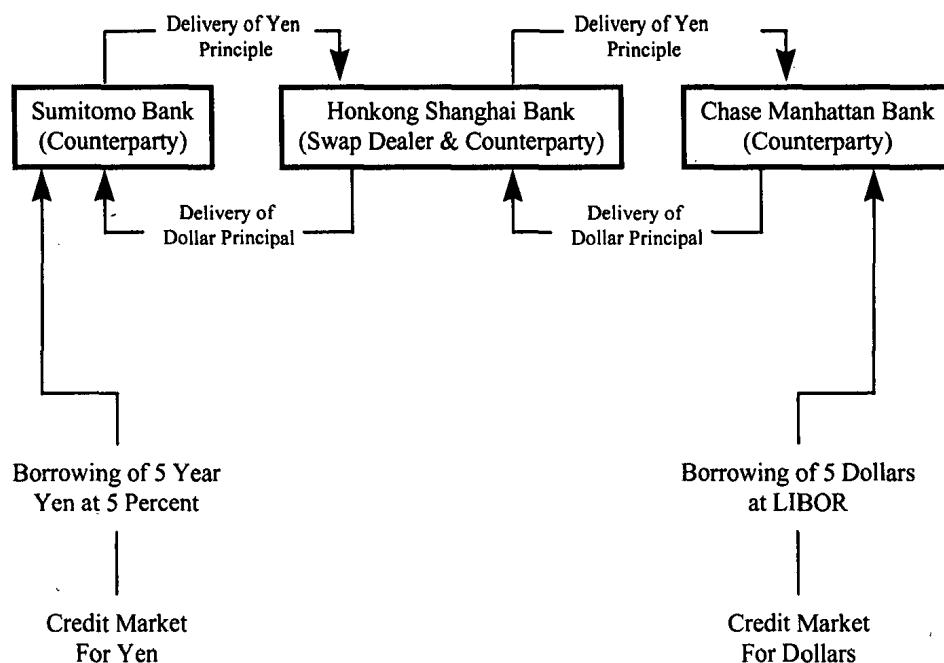 Delivery of Yen
Principle
Delivery of Yen
Principle
Sumitomo Bank
(Counterparty)
Honkong Shanghai Bank
(Swap Dealer & Counterparty)
Chase Manhattan Bank
(Counterparty)
Delivery of
Dollar Principal
Delivery of
Dollar Principal
Borrowing of 5 Year
Yen at 5 Percent
Borrowing of 5 Dollars
at LIBOR
Credit Market
For Yen
Credit Market
For Dollars